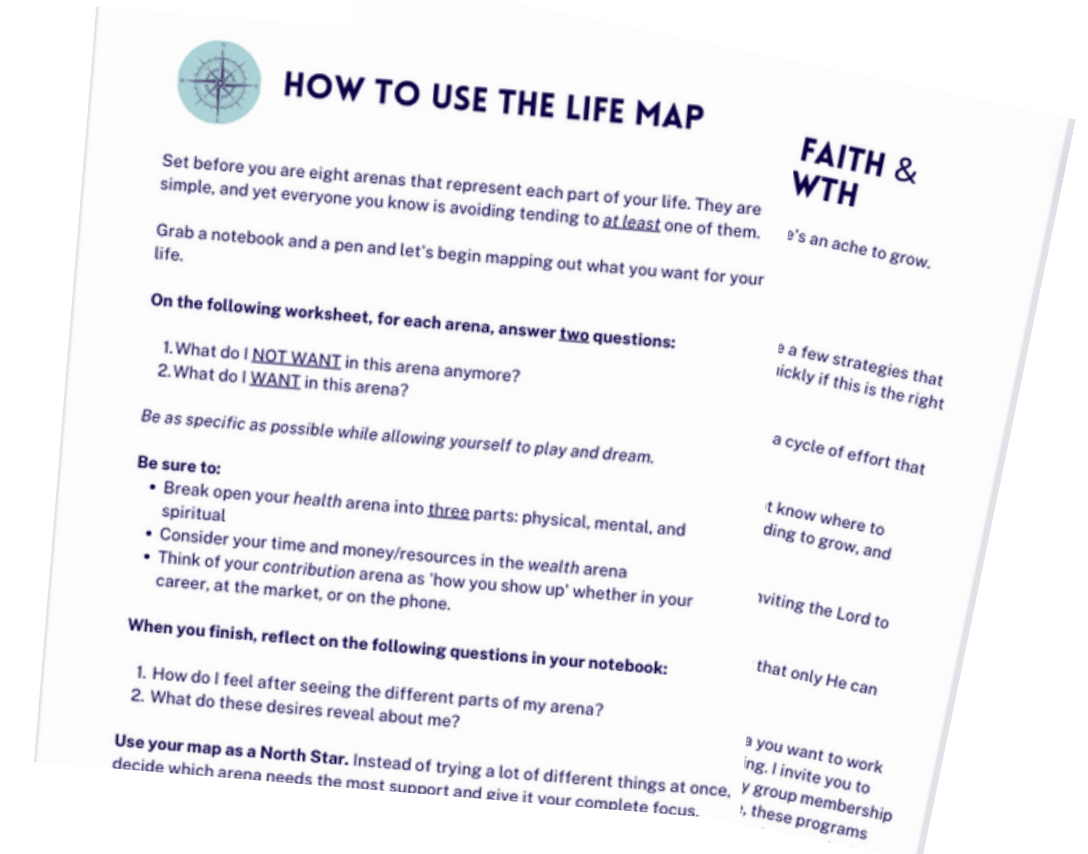 HOW TO USE THE LIFE MAP
Set before you are eight arenas that represent each part of your life. They are
simple, and yet everyone you know is avoiding tending to at least one of them.
Grab a notebook and a pen and let's begin mapping out what you want for your
life.
On the following worksheet, for each arena, answer two questions:
1. What do I NOT WANT in this arena anymore?
2. What do I WANT in this arena?
Be as specific as possible while allowing yourself to play and dream.
Be sure to:
• Break open your health arena into three parts: physical, mental, and
spiritual
• Consider your time and money/resources in the wealth arena
• Think of your contribution arena as 'how you show up' whether in your
career, at the market, or on the phone.
When you finish, reflect on the following questions in your notebook:
1. How do I feel after seeing the different parts of my arena?
2. What do these desires reveal about me?
Use your map as a North Star. Instead of trying a lot of different things at once,
decide which arena needs the most support and give it your complete focus.
FAITH &
WTH
e's an ache to grow.
a few strategies that
if this is the right
a cycle of effort that
know where to
ding to grow, and
the Lord to
that only He can
you want to work
ing. I invite you to
y group membership
these programs